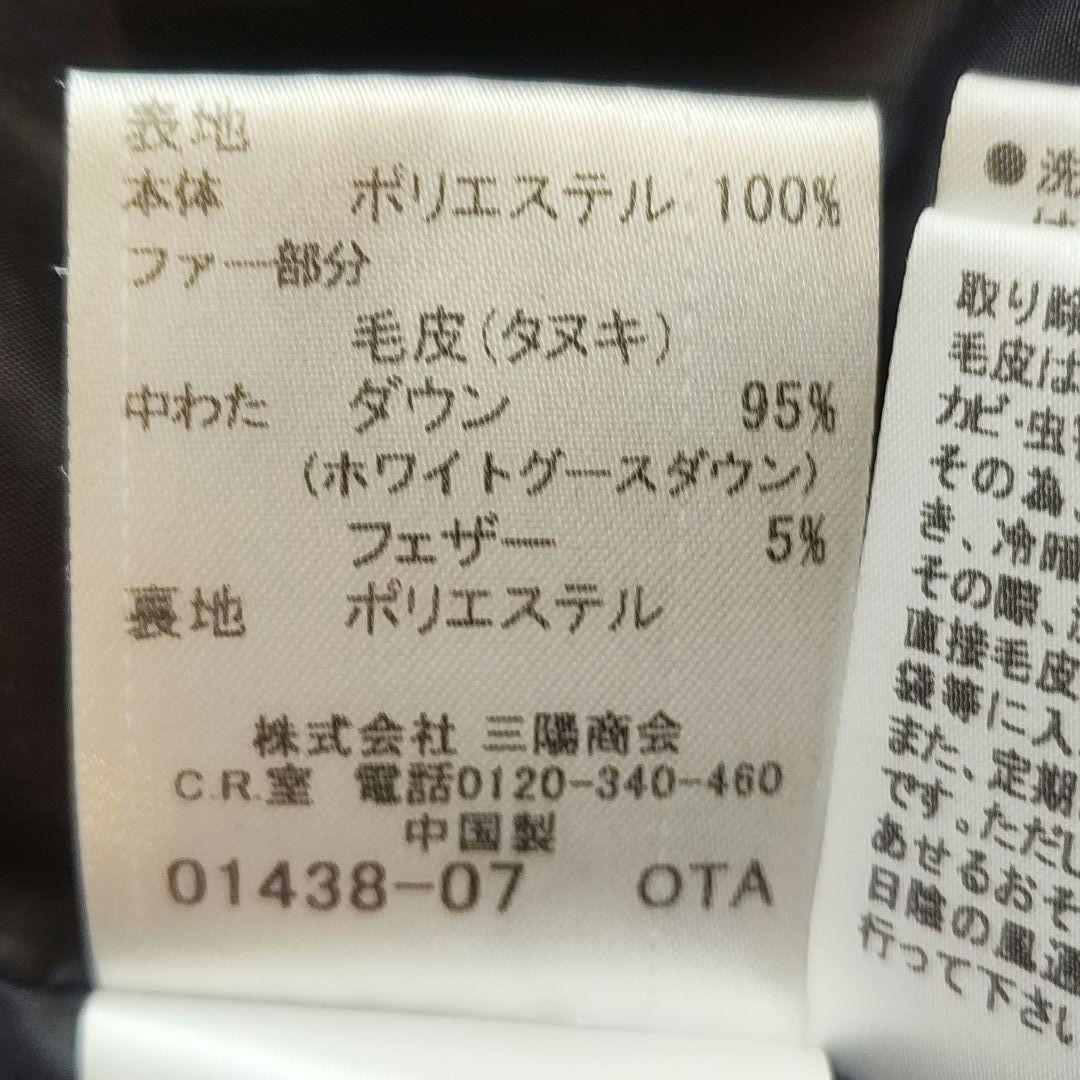 表地
本体 ポリエステル 100%
ファー部分
毛皮(タヌキ)
中わた ダウン 95%
(ホワイトグースダウン)
フェザー 5%
裏地 ポリエステル
株式会社 三陽商会
C.R.室 電話0120-340-460
中国製
01438-07 OTA
●洗
は
取り除
毛皮は
カビ・虫
その為、
き、冷暖
その際、
直接毛皮
袋等に入
また、定期
です。ただし
あせるおそ
日陰の風通
行って下さい